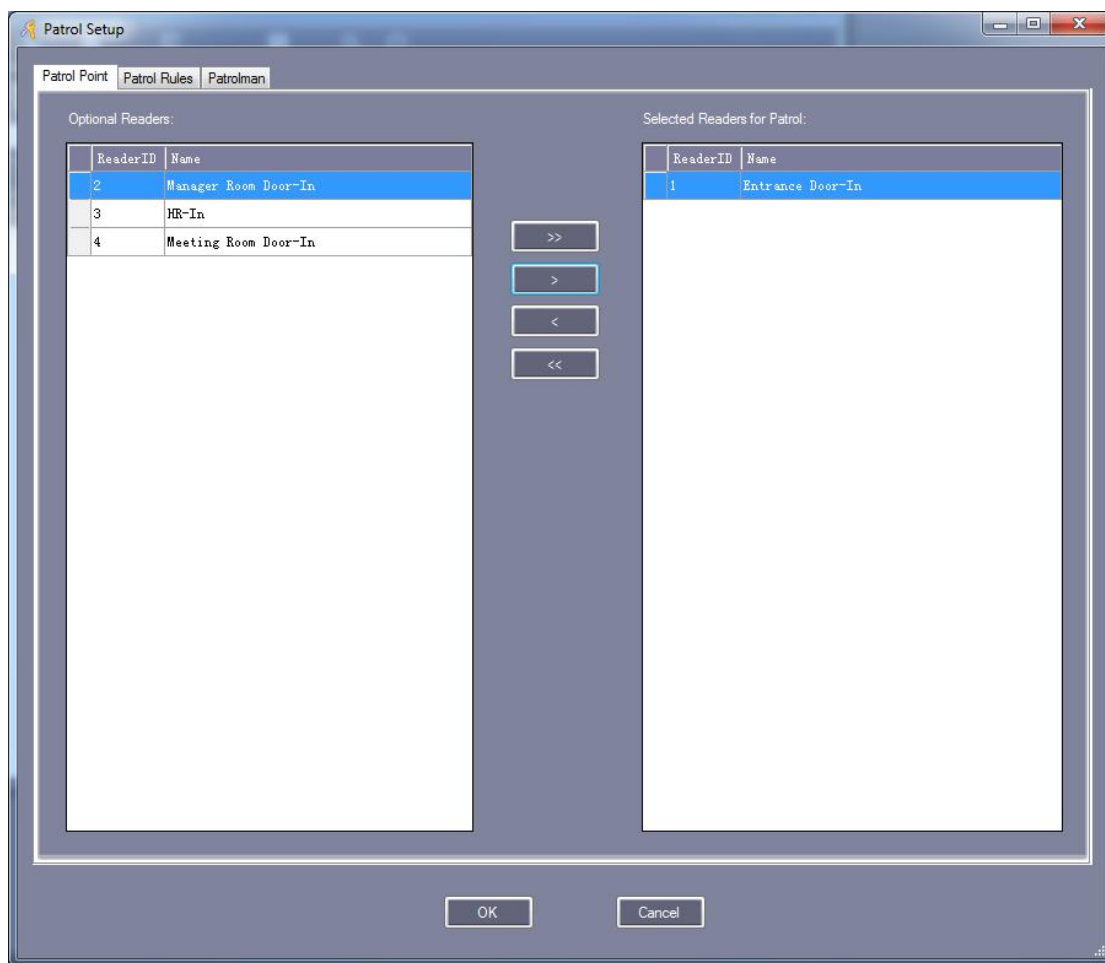 Patrol Setup
Patrol Point Patrol Rules Patrolman
Optional Readers: Selected Readers for Patrol:
ReaderID Name ReaderID Name
2 Manager Room Door-In 1 Entrance Door-In
3 HR-In
4 Meeting Room Door-In
>>
>
<
<<
OK Cancel